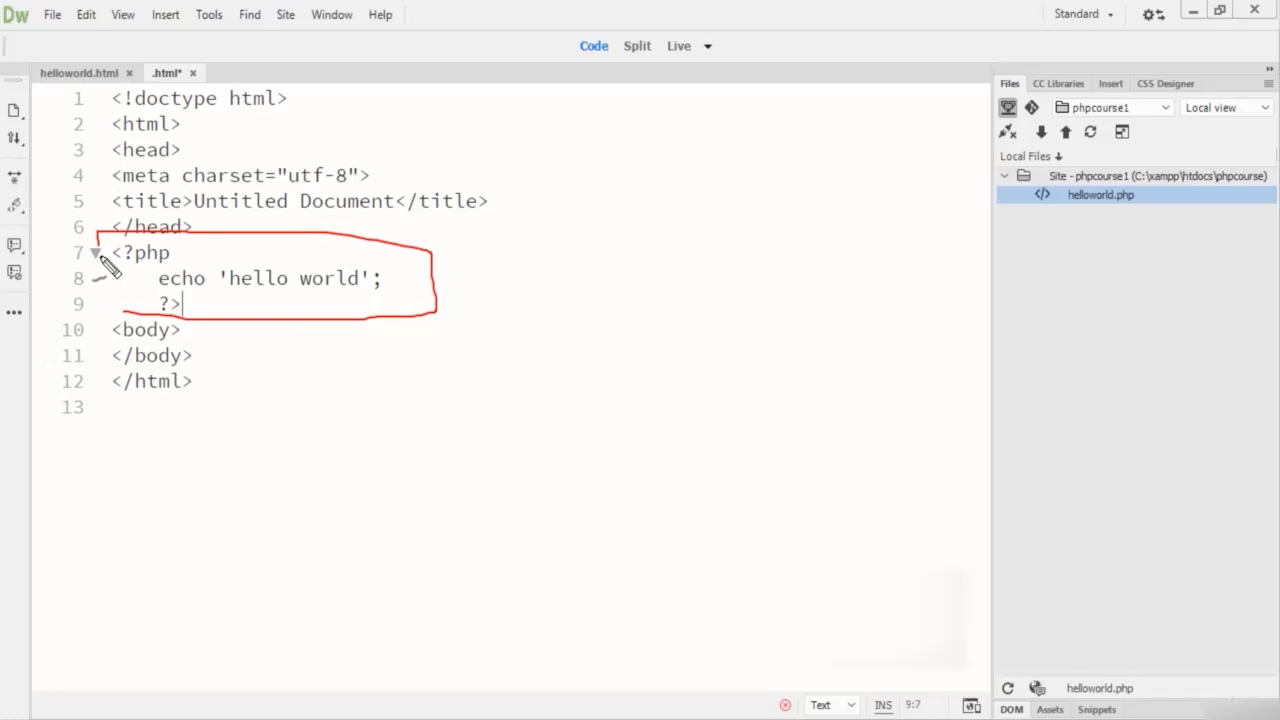 Dw File Edit View Insert Tools Find Site Window Help Standard
Code Split Live
helloworld.html × .html* ×
1 <!doctype html>
2 <html>
3 <head>
4 <meta charset="utf-8">
5 <title>Untitled Document</title>
6 </head>
7 <?php
8 echo 'hello world';
9 ?>
10 <body>
11 </body>
12 </html>
13
Files CC Libraries Insert CSS Designer
phpcourse1 Local view
Local Files
Site - phpcourse1 (C:\xampp\htdocs\phpcourse)
helloworld.php
helloworld.php
Text INS 9:7
DOM Assets Snippets